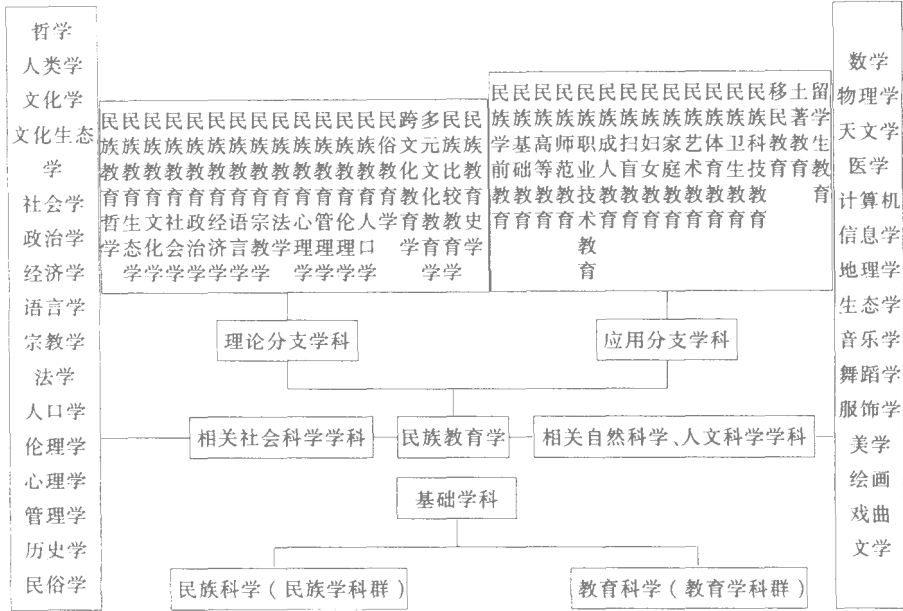 哲学
人类学
文化学
文化生态
学
社会学
政治学
经济学
语言学
宗教学
法学
人口学
伦理学
心理学
管理学
历史学
民俗学
民族教育哲学
民族教育生态学
民族教育文化学
民族教育社会学
民族教育政治学
民族教育经济学
民族教育语言学
民族教育宗教学
民族教育法学
民族教育心理学
民族教育管理学
民族教育伦理学
民族教育人口学
民俗教育学
跨文化教育学
多元文化教育学
民族比较教育学
民族教育史学
民族学前教育
民族基础教育
民族高等教育
民族师范教育
民族职业技术教育
民族成人教育
民族扫盲教育
民族妇女教育
民族家庭教育
民族艺术教育
民族体育教育
民族卫生教育
民族科技教育
移民教育
土著教育
留学生教育
理论分支学科
应用分支学科
相关社会科学学科
民族教育学
相关自然科学、人文科学学科
基础学科
民族科学（民族学科群）
教育科学（教育学科群）
数学
物理学
天文学
医学
计算机
信息学
地理学
生态学
音乐学
舞蹈学
服饰学
美学
绘画
戏曲
文学